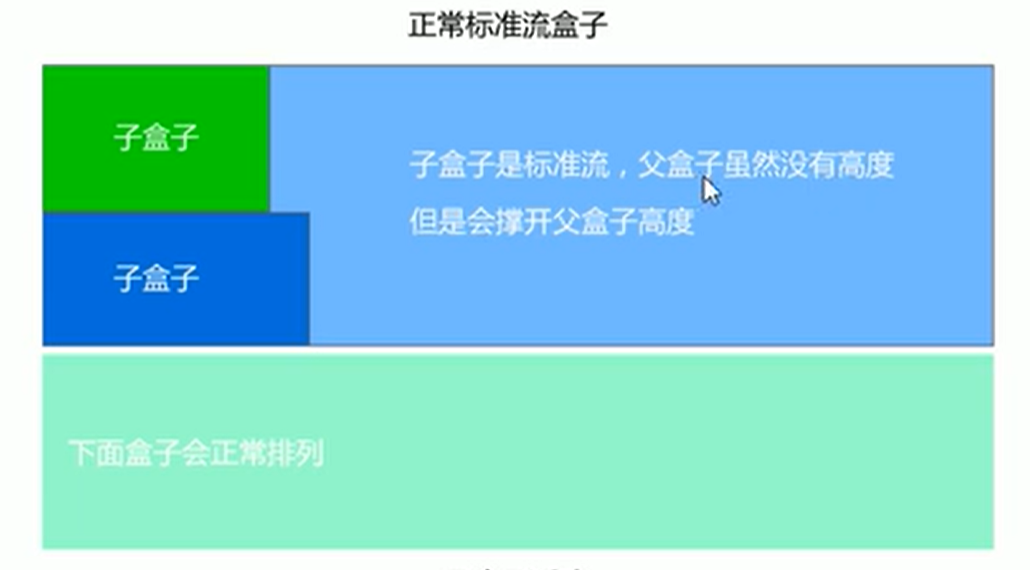 正常标准流盒子
子盒子
子盒子是标准流，父盒子虽然没有高度
但是会撑开父盒子高度
子盒子
下面盒子会正常排列